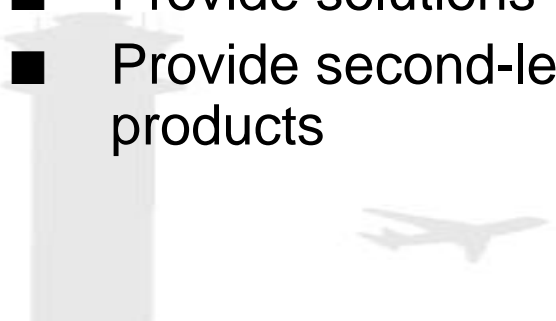 ■ Provide solutions
■ Provide second-le
products